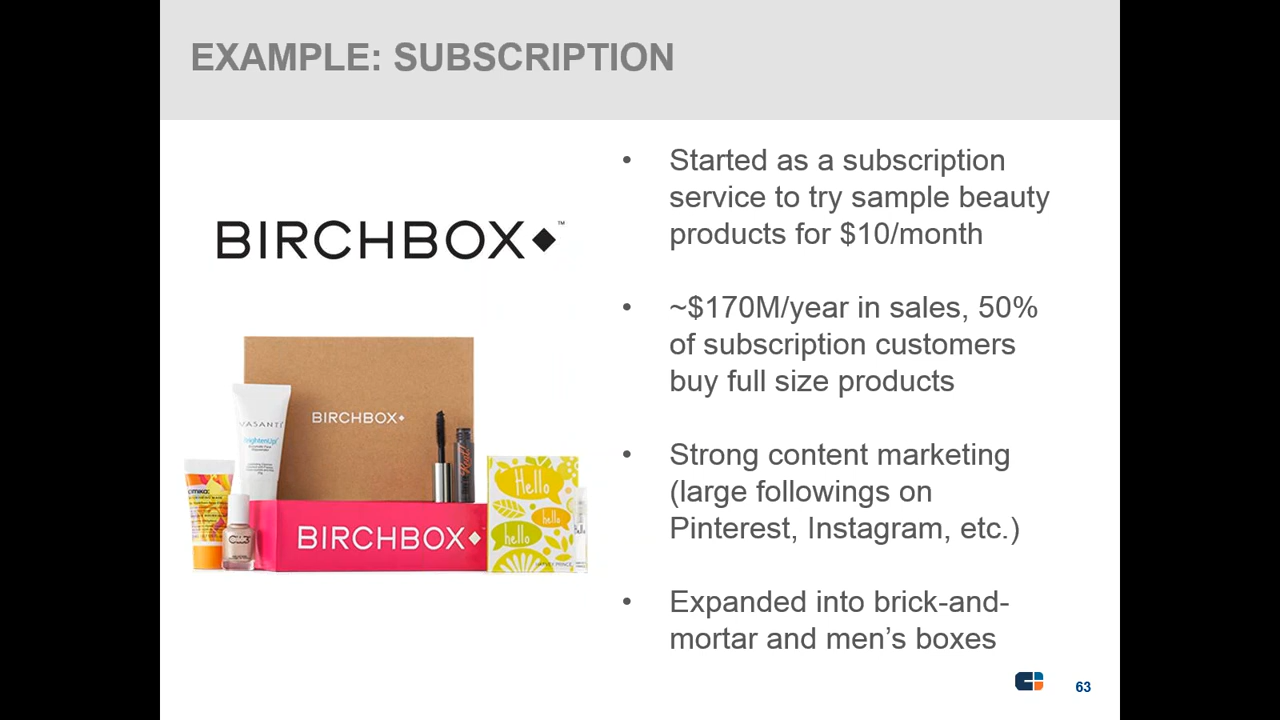 EXAMPLE: SUBSCRIPTION
BIRCHBOX™
• Started as a subscription
service to try sample beauty
products for $10/month
• ~$170M/year in sales, 50%
of subscription customers
buy full size products
• Strong content marketing
(large followings on
Pinterest, Instagram, etc.)
• Expanded into brick-and-
mortar and men’s boxes
BIRCHBOX
VASANTI
BIRCHBOX
Hello
hello
hello
63